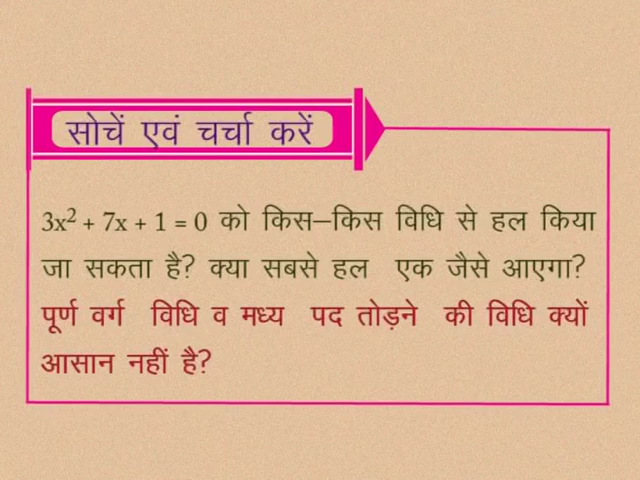 सोचें एवं चर्चा करें
3x² + 7x + 1 = 0 को किस–किस विधि से हल किया
जा सकता है? क्या सबसे हल एक जैसे आएगा?
पूर्ण वर्ग विधि व मध्य पद तोड़ने की विधि क्यों
आसान नहीं है?